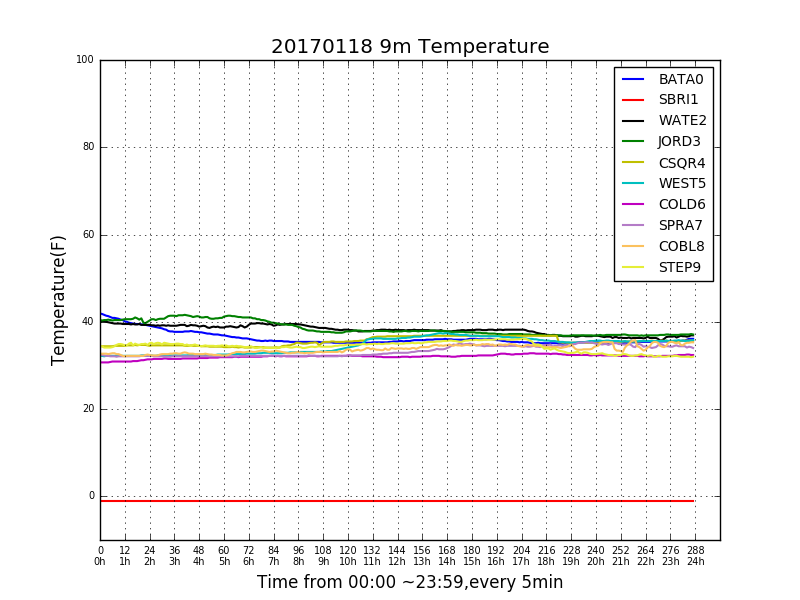 20170118 9m Temperature
100
80
60
40
20
0
Temperature(F)
BATA0
SBRI1
WATE2
JORD3
CSQR4
WEST5
COLD6
SPRA7
COBL8
STEP9
0 12 24 36 48 60 72 84 96 108 120 132 144 156 168 180 192 204 216 228 240 252 264 276 288
0h 1h 2h 3h 4h 5h 6h 7h 8h 9h 10h 11h 12h 13h 14h 15h 16h 17h 18h 19h 20h 21h 22h 23h 24h
Time from 00:00 ~23:59,every 5min